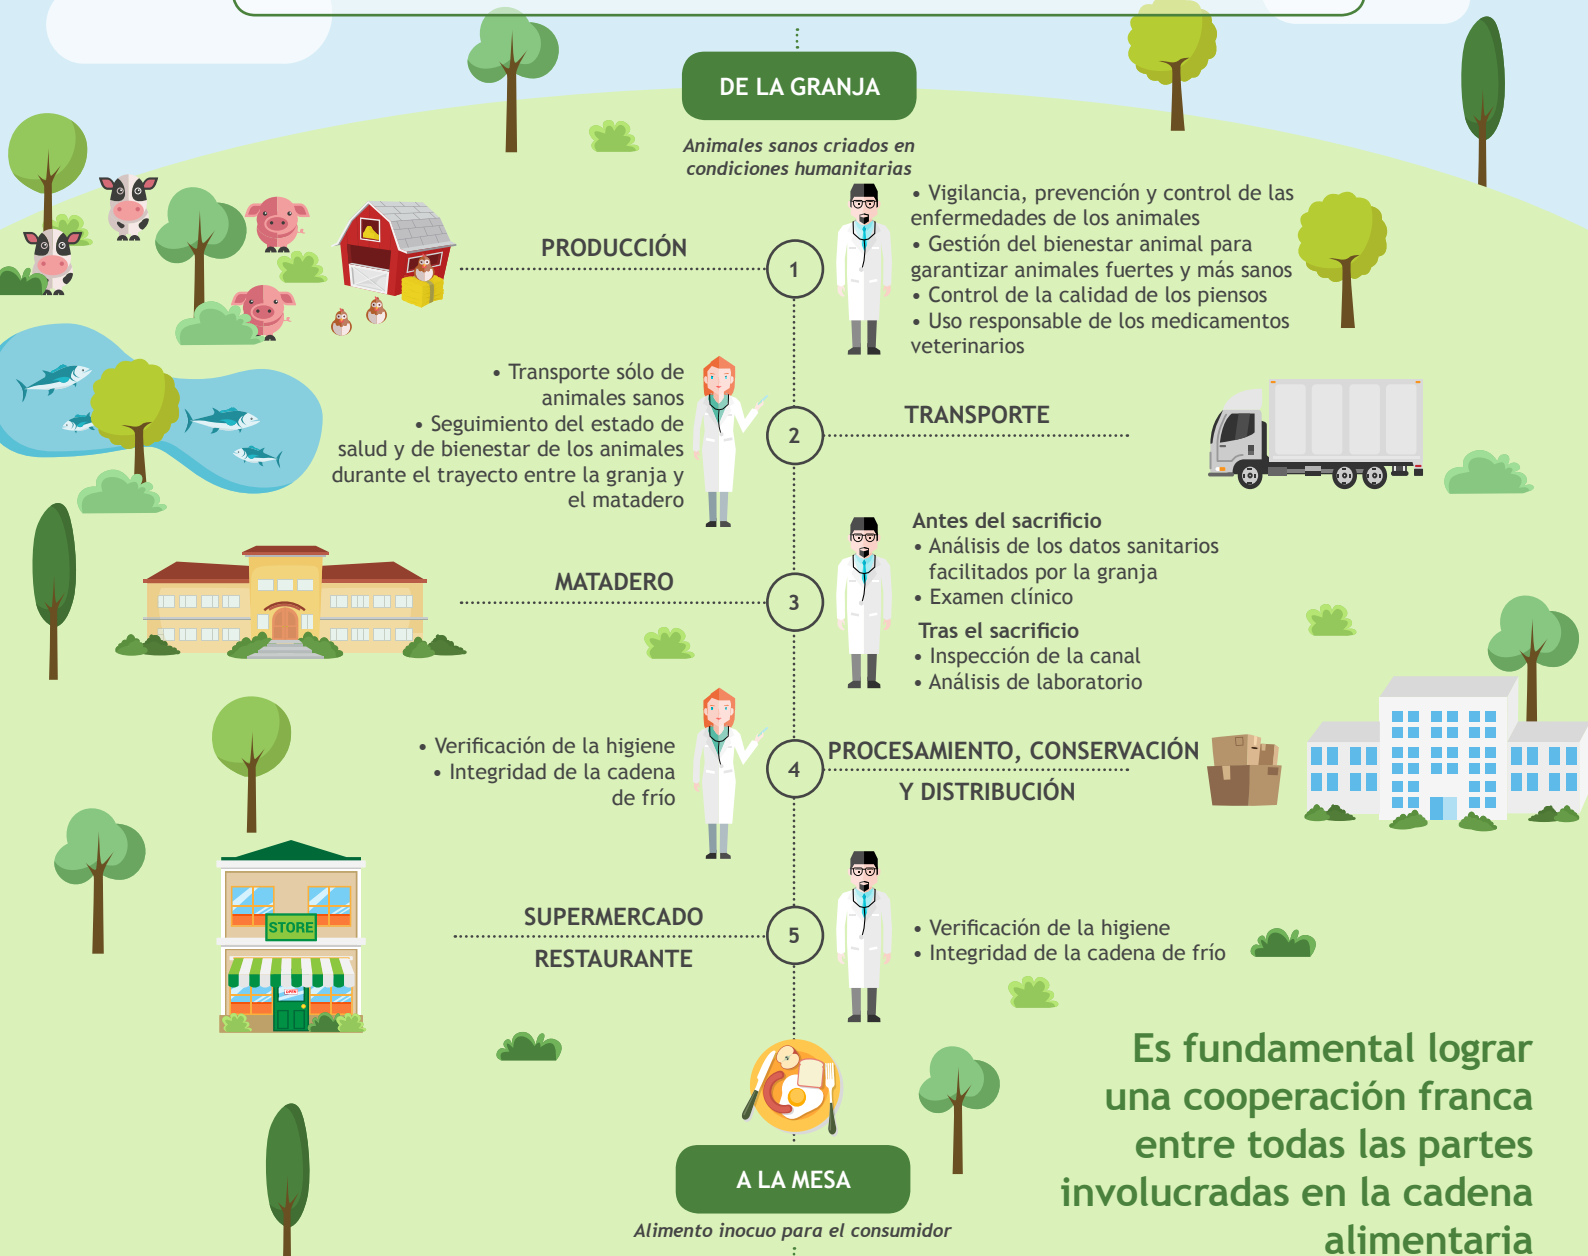 DE LA GRANJA
Animales sanos criados en
condiciones humanitarias
PRODUCCIÓN
1
• Vigilancia, prevención y control de las
enfermedades de los animales
• Gestión del bienestar animal para
garantizar animales fuertes y más sanos
• Control de la calidad de los piensos
• Uso responsable de los medicamentos
veterinarios
• Transporte sólo de
animales sanos
• Seguimiento del estado de
salud y de bienestar de los animales
durante el trayecto entre la granja y
el matadero
2
TRANSPORTE
MATADERO
3
Antes del sacrificio
• Análisis de los datos sanitarios
facilitados por la granja
• Examen clínico
Tras el sacrificio
• Inspección de la canal
• Análisis de laboratorio
• Verificación de la higiene
• Integridad de la cadena
de frío
4
PROCESAMIENTO, CONSERVACIÓN
Y DISTRIBUCIÓN
STORE
OPEN
SUPERMERCADO
RESTAURANTE
5
• Verificación de la higiene
• Integridad de la cadena de frío
A LA MESA
Alimento inocuo para el consumidor
Es fundamental lograr
una cooperación franca
entre todas las partes
involucradas en la cadena
alimentaria